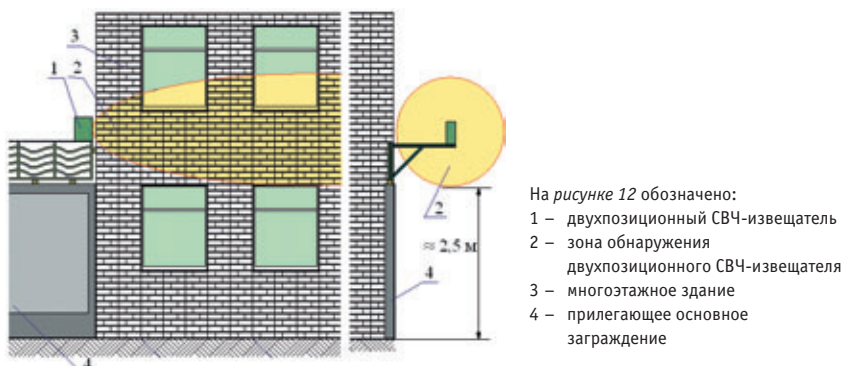 3
2
1
2
≈ 2,5 м
4
4
На рисунке 12 обозначено:
1 – двухпозиционный СВЧ-извещатель
2 – зона обнаружения
двухпозиционного СВЧ-извещателя
3 – многоэтажное здание
4 – прилегающее основное
заграждение